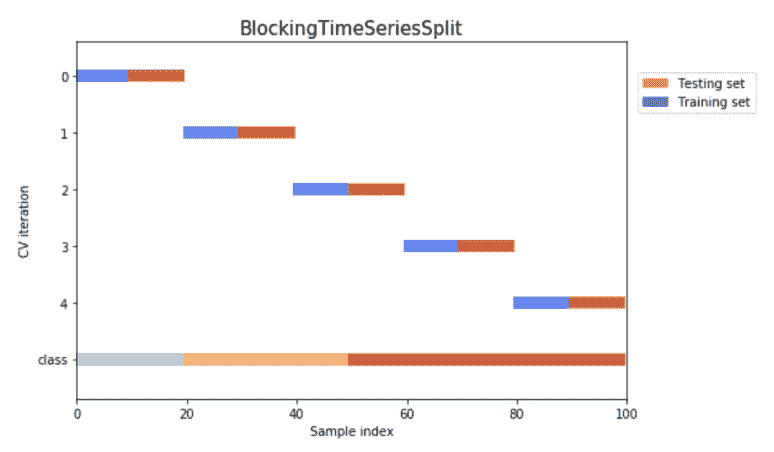 BlockingTimeSeriesSplit
0
1
2
3
4
class
CV iteration
0 20 40 60 80 100
Sample index
Testing set
Training set